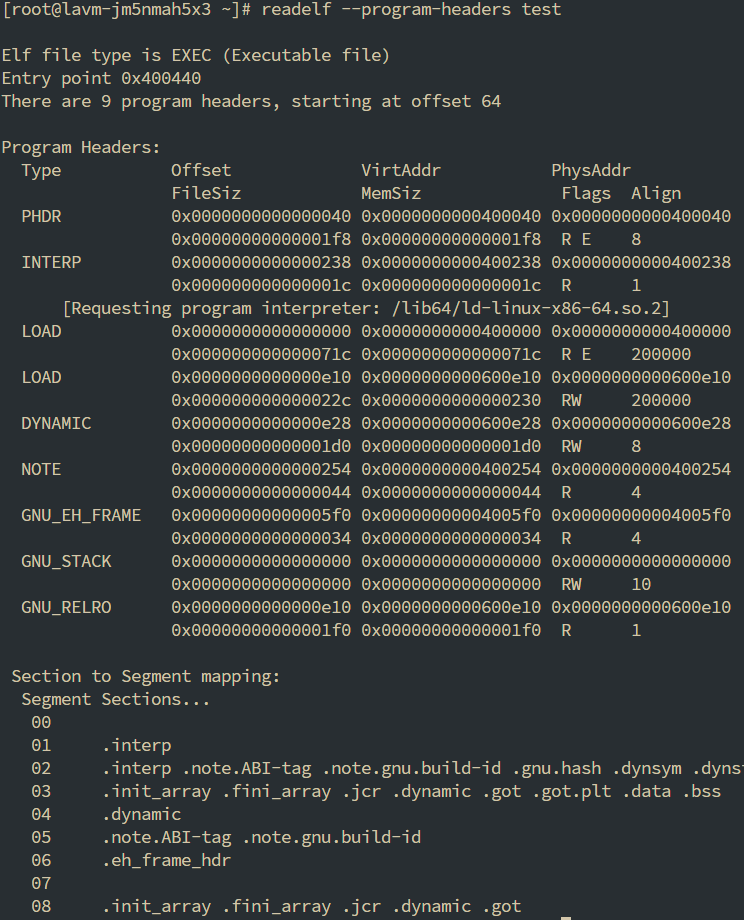 [root@lavm-jm5nmah5x3 ~]# readelf --program-headers test

Elf file type is EXEC (Executable file)
Entry point 0x400440
There are 9 program headers, starting at offset 64

Program Headers:
  Type           Offset             VirtAddr           PhysAddr
                 FileSiz            MemSiz              Flags  Align
  PHDR           0x0000000000000040 0x0000000000400040 0x0000000000400040
                 0x00000000000001f8 0x00000000000001f8  R E    8
  INTERP         0x0000000000000238 0x0000000000400238 0x0000000000400238
                 0x000000000000001c 0x000000000000001c  R      1
      [Requesting program interpreter: /lib64/ld-linux-x86-64.so.2]
  LOAD           0x0000000000000000 0x0000000000400000 0x0000000000400000
                 0x000000000000071c 0x000000000000071c  R E    200000
  LOAD           0x0000000000000e10 0x0000000000600e10 0x0000000000600e10
                 0x000000000000022c 0x0000000000000230  RW     200000
  DYNAMIC        0x0000000000000e28 0x0000000000600e28 0x0000000000600e28
                 0x00000000000001d0 0x00000000000001d0  RW     8
  NOTE           0x0000000000000254 0x0000000000400254 0x0000000000400254
                 0x0000000000000044 0x0000000000000044  R      4
  GNU_EH_FRAME   0x00000000000005f0 0x00000000004005f0 0x00000000004005f0
                 0x0000000000000034 0x0000000000000034  R      4
  GNU_STACK      0x0000000000000000 0x0000000000000000 0x0000000000000000
                 0x0000000000000000 0x0000000000000000  RW     10
  GNU_RELRO      0x0000000000000e10 0x0000000000600e10 0x0000000000600e10
                 0x00000000000001f0 0x00000000000001f0  R      1

 Section to Segment mapping:
  Segment Sections...
   00
   01     .interp
   02     .interp .note.ABI-tag .note.gnu.build-id .gnu.hash .dynsym .dyns
   03     .init_array .fini_array .jcr .dynamic .got .got.plt .data .bss
   04     .dynamic
   05     .note.ABI-tag .note.gnu.build-id
   06     .eh_frame_hdr
   07
   08     .init_array .fini_array .jcr .dynamic .got